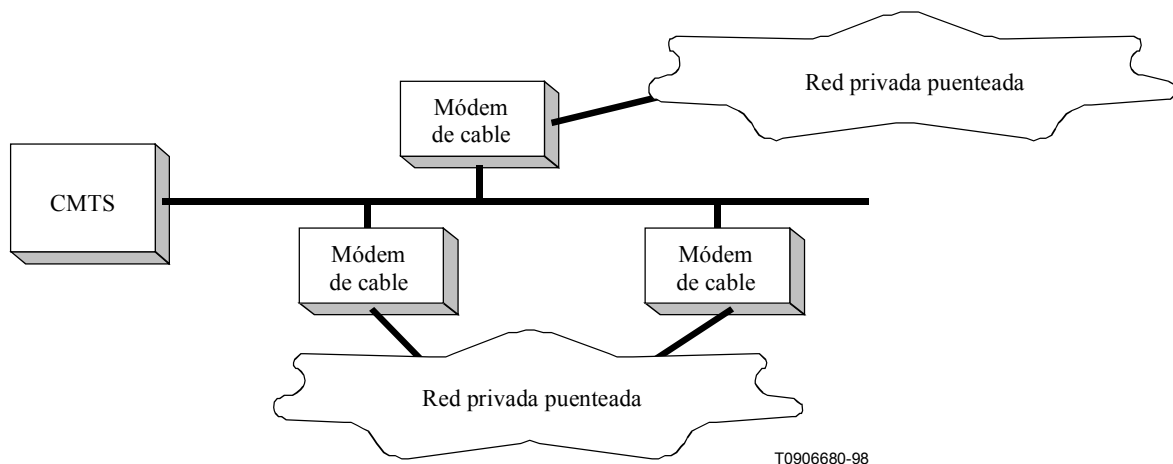 Red privada puenteada
Módem
de cable
CMTS
Módem
de cable
Módem
de cable
Red privada puenteada
T0906680-98